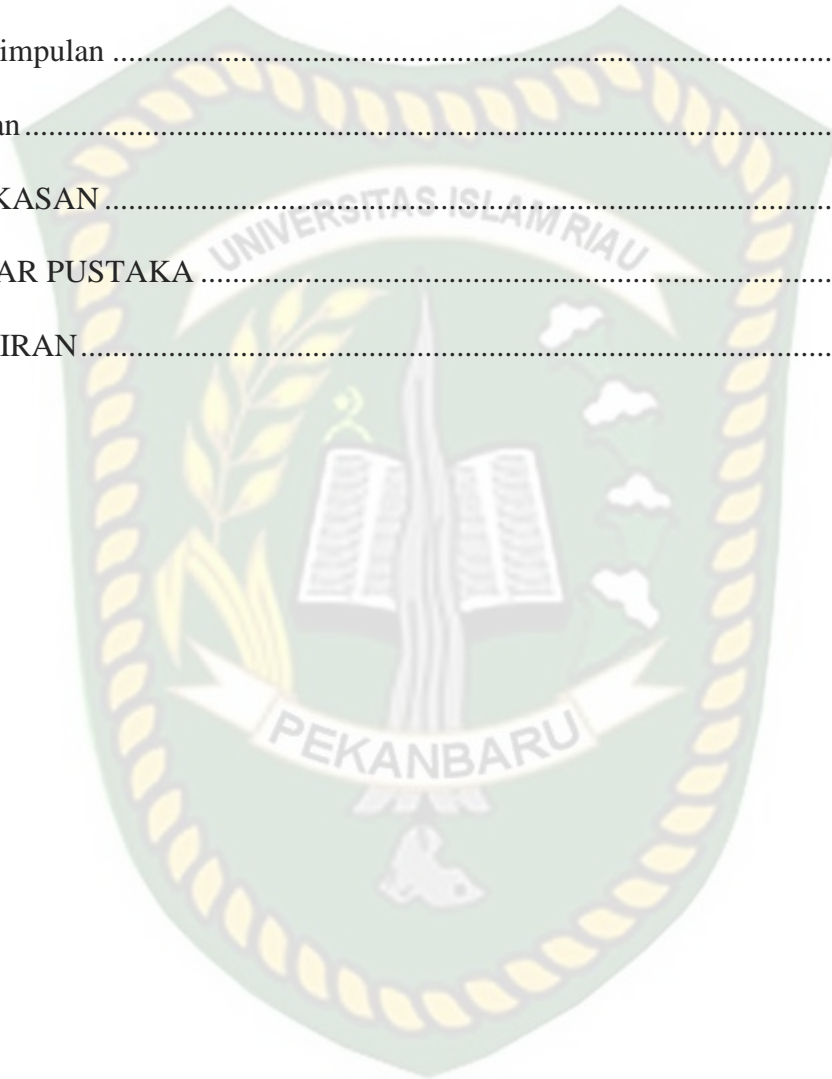 impulan ....................................................................................................
an ....................................................................................................
KASAN ....................................................................................................
AR PUSTAKA ....................................................................................................
IRAN ....................................................................................................
UNIVERSITAS ISLAM RIAU
PEKANBARU